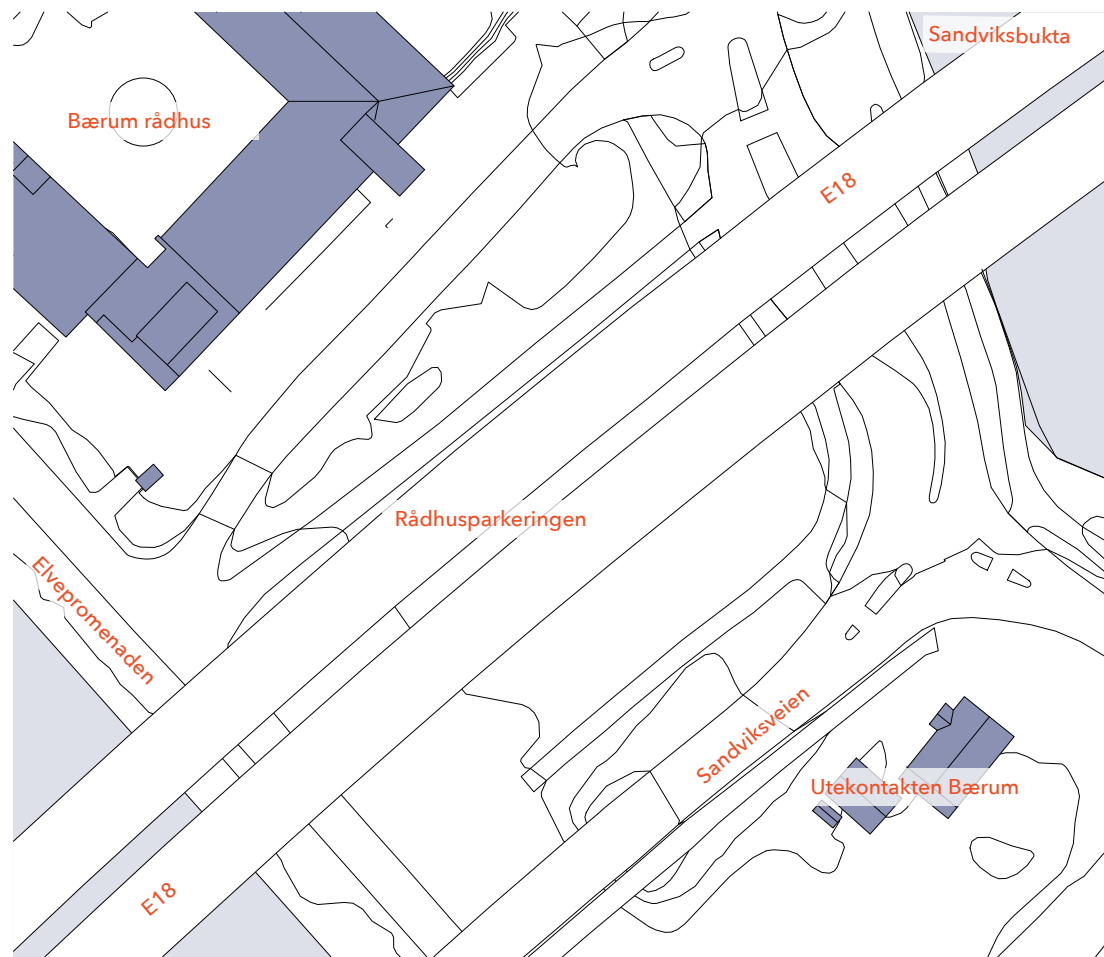 Sandviksbukta
Bærum rådhus
E18
Rådhusparkeringen
Elvepromenaden
Sandviksveien
Utekontakten Bærum
E18